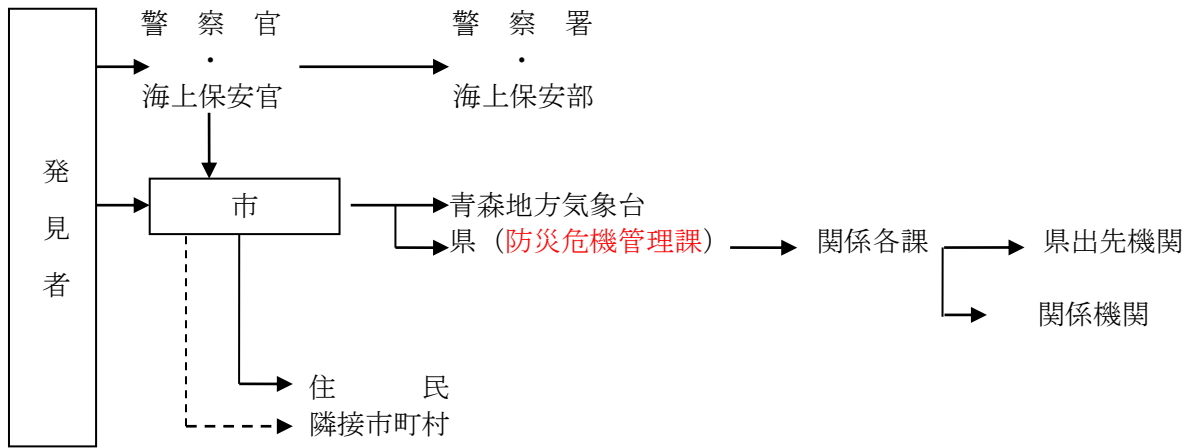 発見者
警察官
・
海上保安官
警察署
・
海上保安部
市
青森地方気象台
県（防災危機管理課）
関係各課
県出先機関
関係機関
住民
隣接市町村